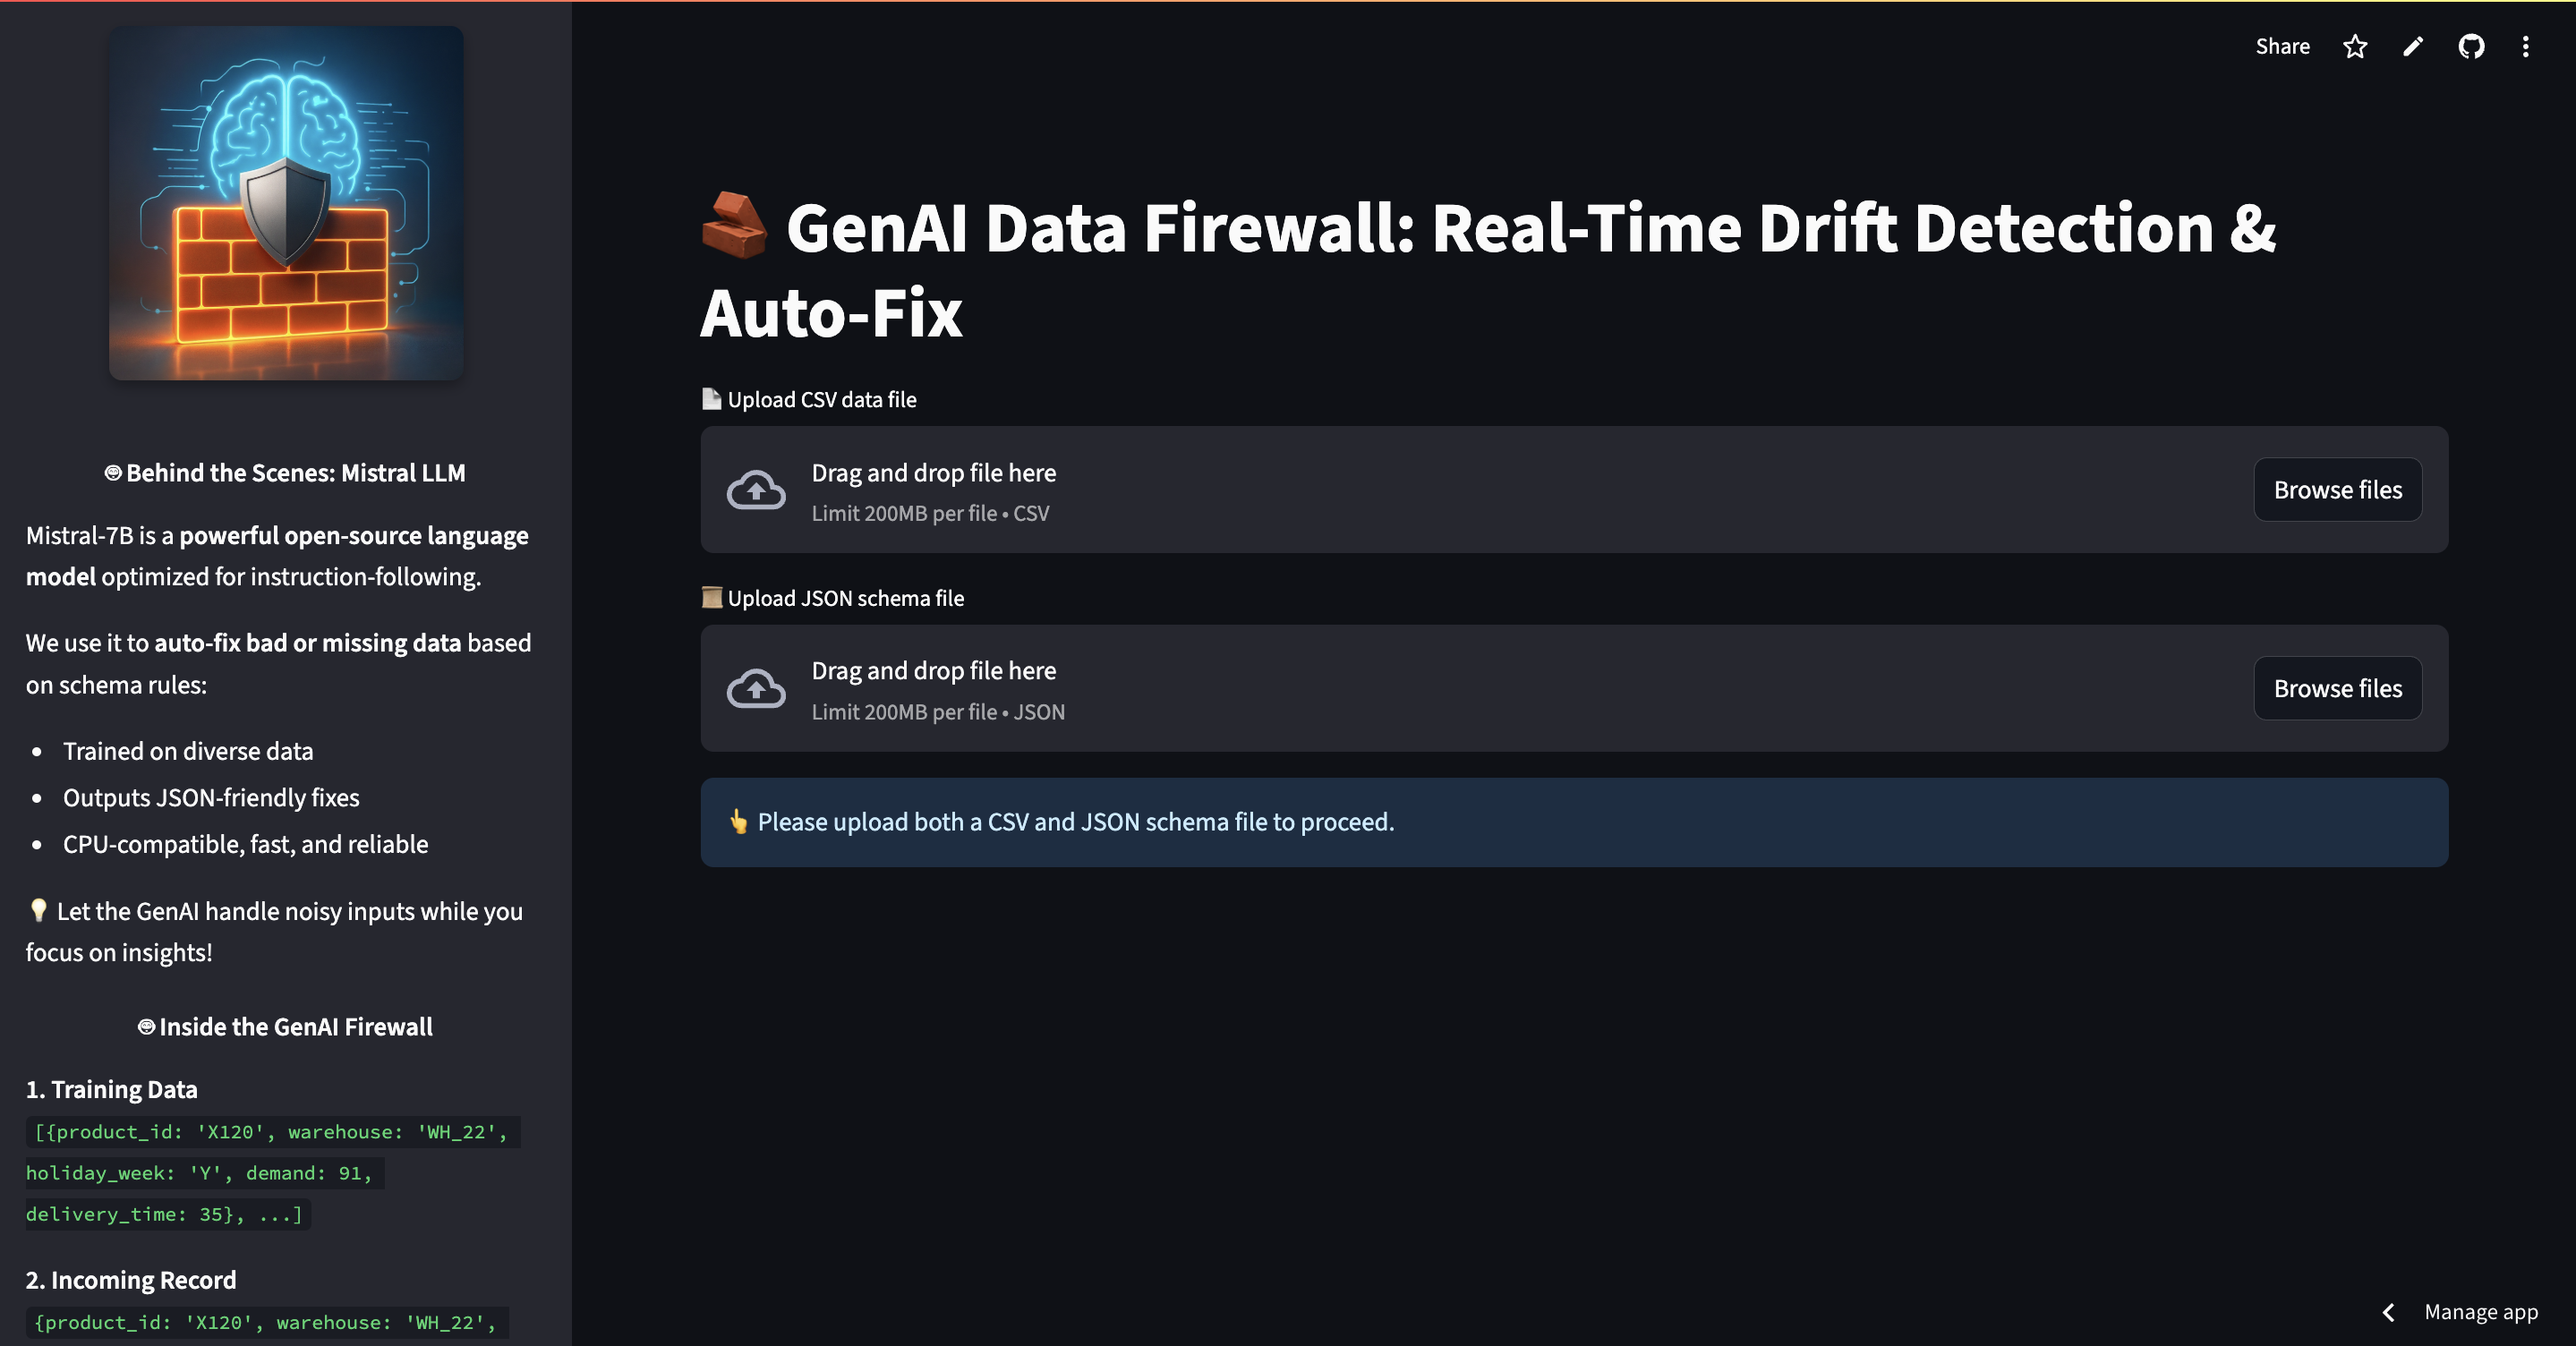 Share
🧱 GenAI Data Firewall: Real-Time Drift Detection &
Auto-Fix
📄 Upload CSV data file
Drag and drop file here
Limit 200MB per file • CSV
Browse files
📜 Upload JSON schema file
Drag and drop file here
Limit 200MB per file • JSON
Browse files
👆 Please upload both a CSV and JSON schema file to proceed.
Manage app
Behind the Scenes: Mistral LLM
Mistral-7B is a powerful open-source language
model optimized for instruction-following.
We use it to auto-fix bad or missing data based
on schema rules:
• Trained on diverse data
• Outputs JSON-friendly fixes
• CPU-compatible, fast, and reliable
💡 Let the GenAI handle noisy inputs while you
focus on insights!
Inside the GenAI Firewall
1. Training Data
[{product_id: 'X120', warehouse: 'WH_22',
holiday_week: 'Y', demand: 91,
delivery_time: 35}, ...]
2. Incoming Record
{product_id: 'X120', warehouse: 'WH_22',